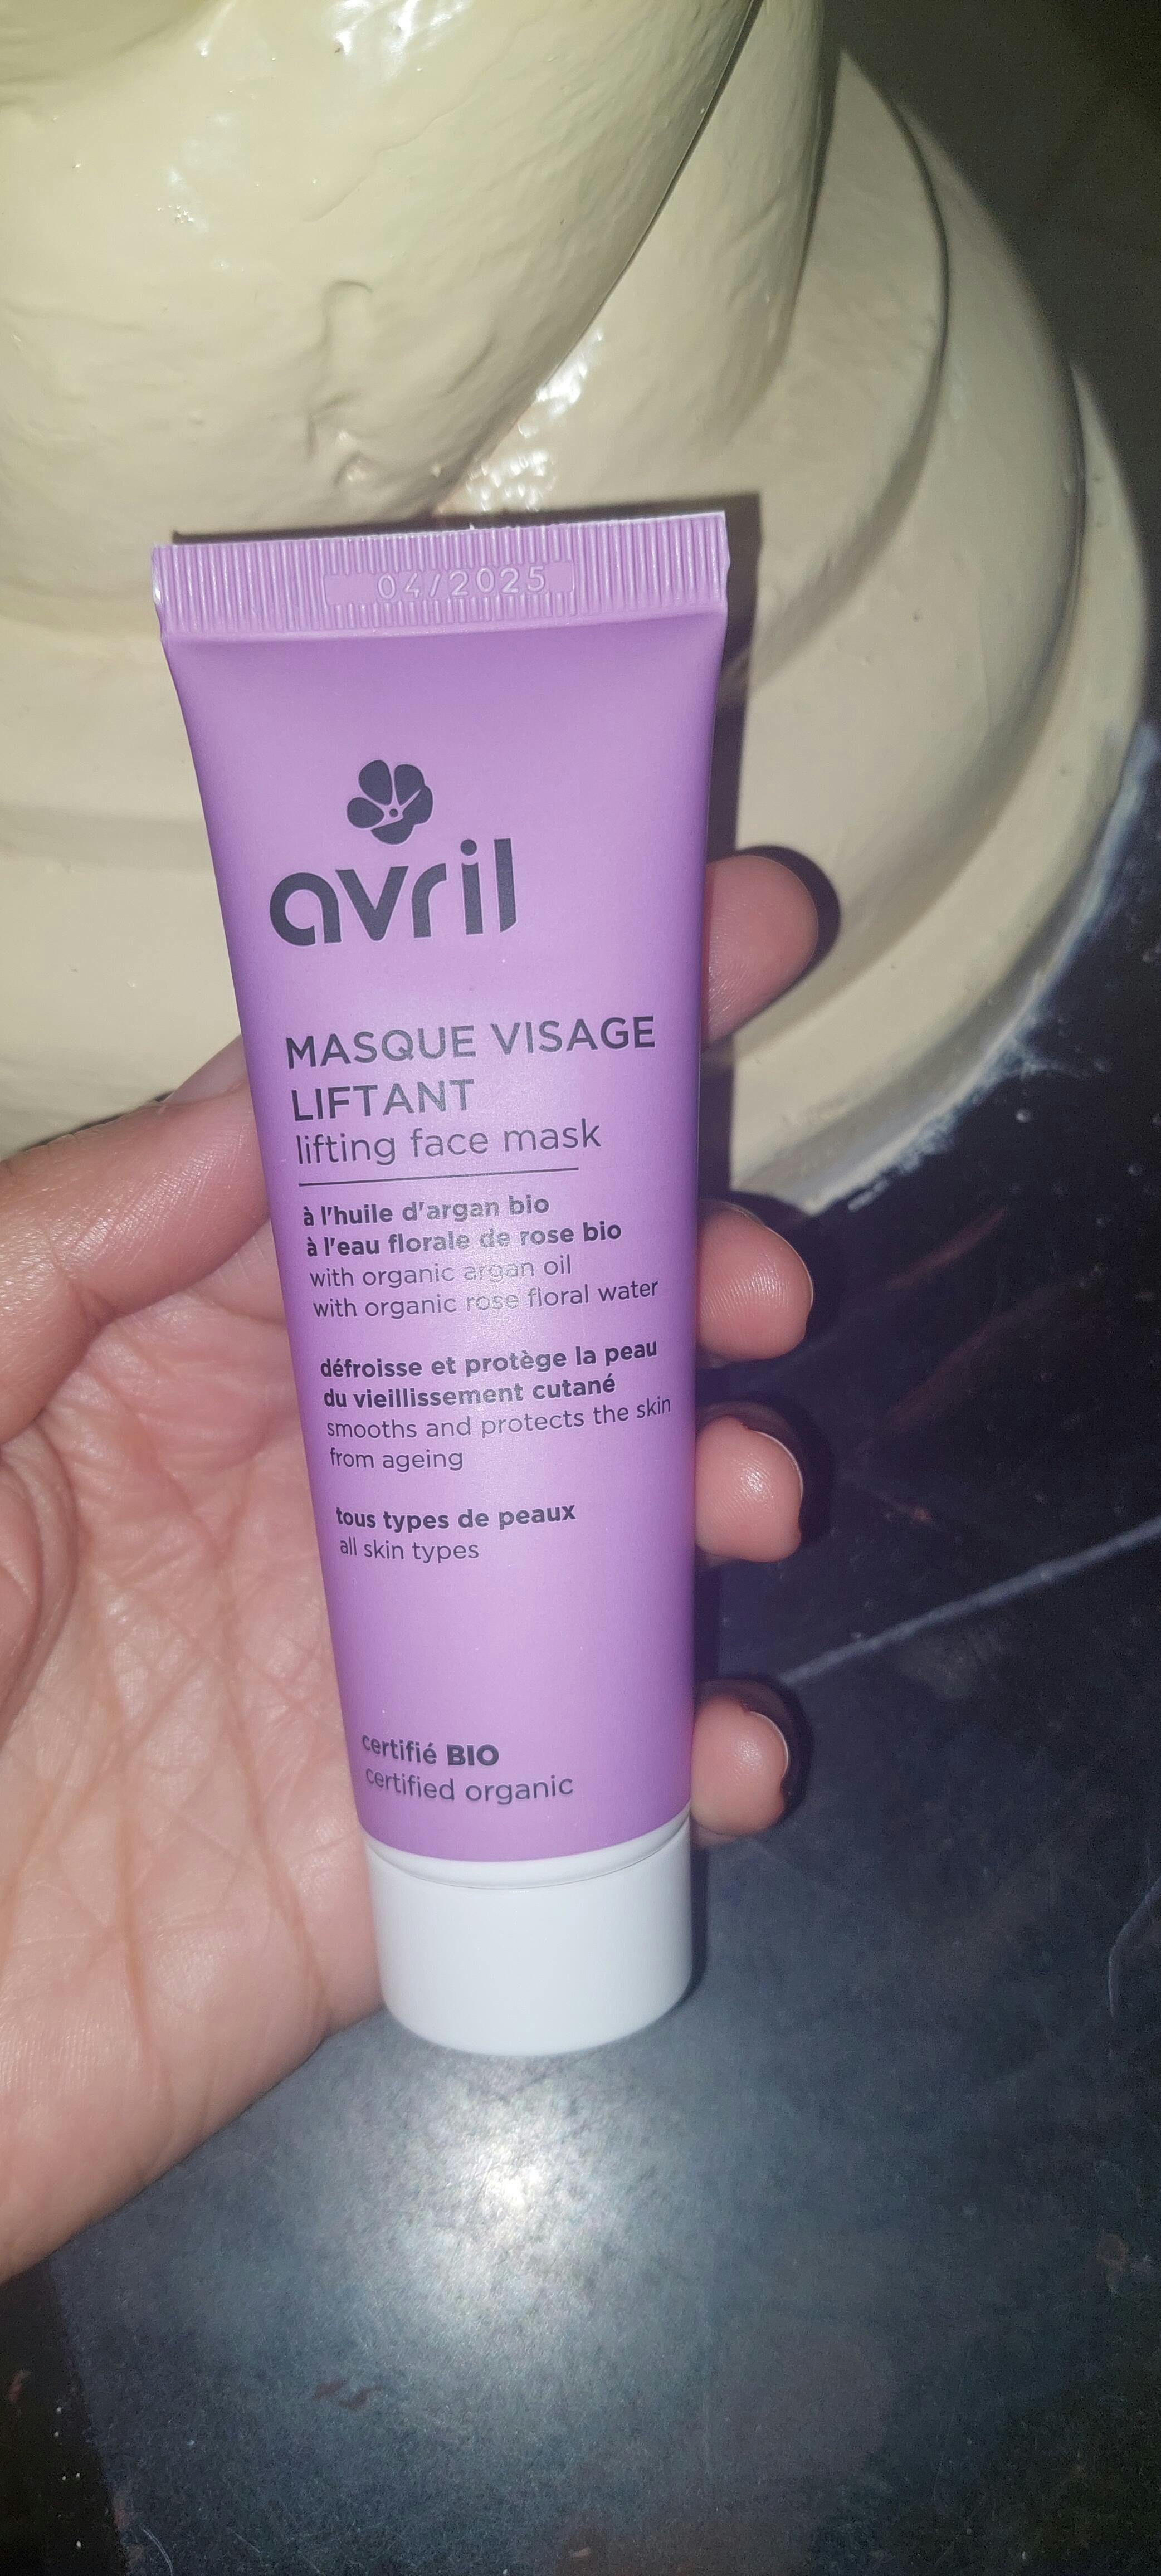 04/2025
avril
MASQUE VISAGE
LIFTANT
lifting face mask
à l'huile d'argan bio
à l'eau florale de rose bio
with organic argan oil
with organic rose floral water
défroisse et protège la peau
du vieillissement cutané
smooths and protects the skin
from ageing
tous types de peaux
all skin types
certifié BIO
certified organic